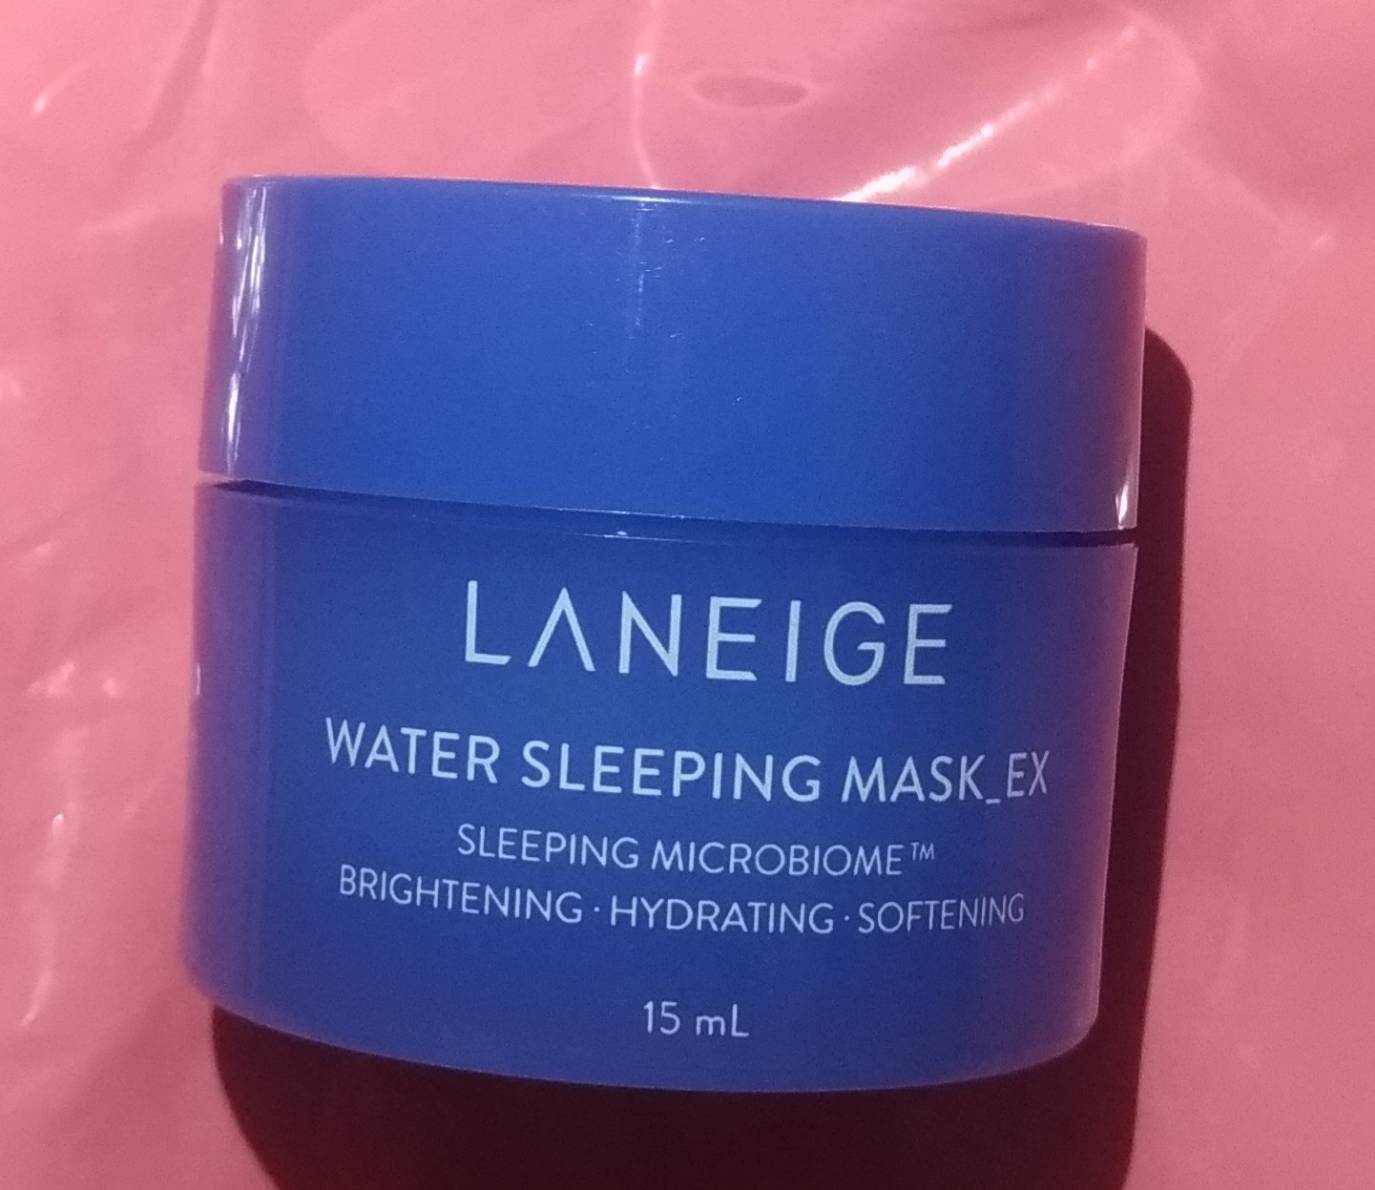 LANEIGE
WATER SLEEPING MASK_EX
SLEEPING MICROBIOME™
BRIGHTENING · HYDRATING · SOFTENING
15 mL